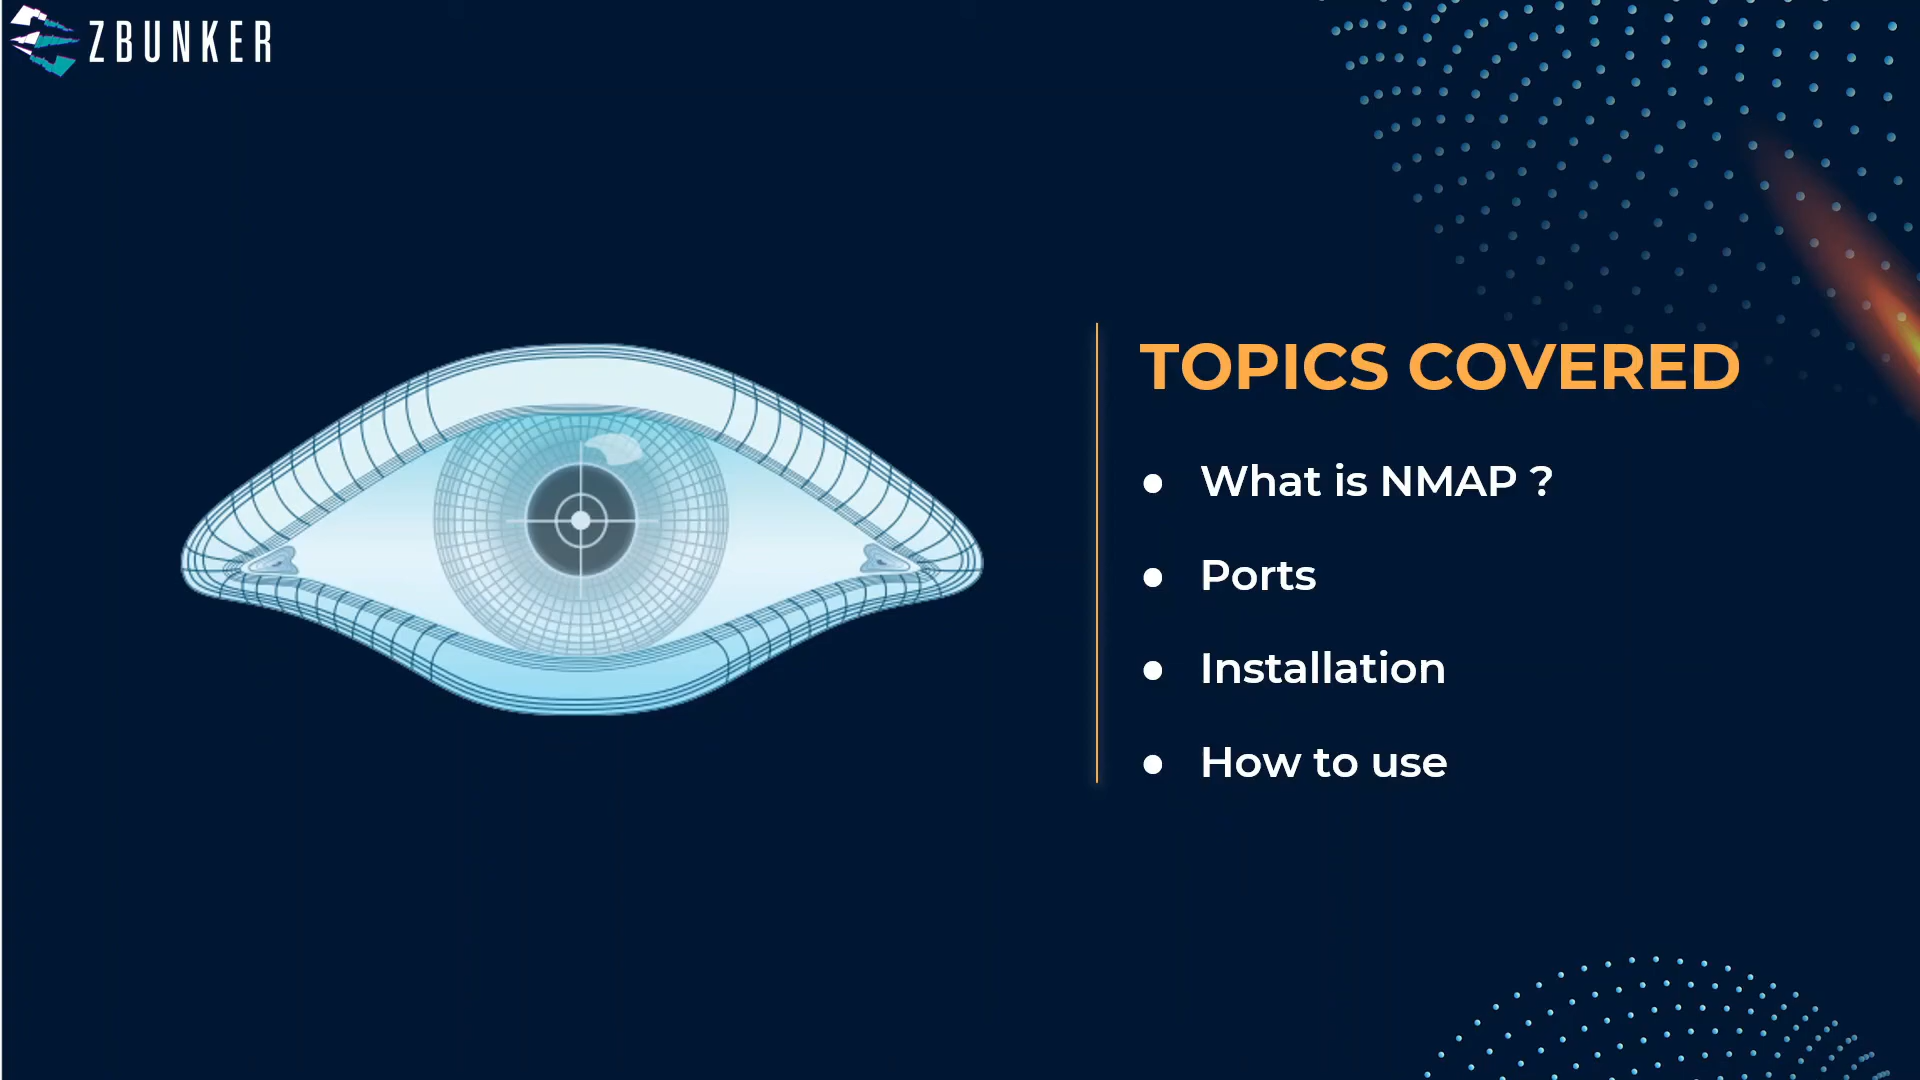 ZBUNKER
TOPICS COVERED
● What is NMAP ?
● Ports
● Installation
● How to use